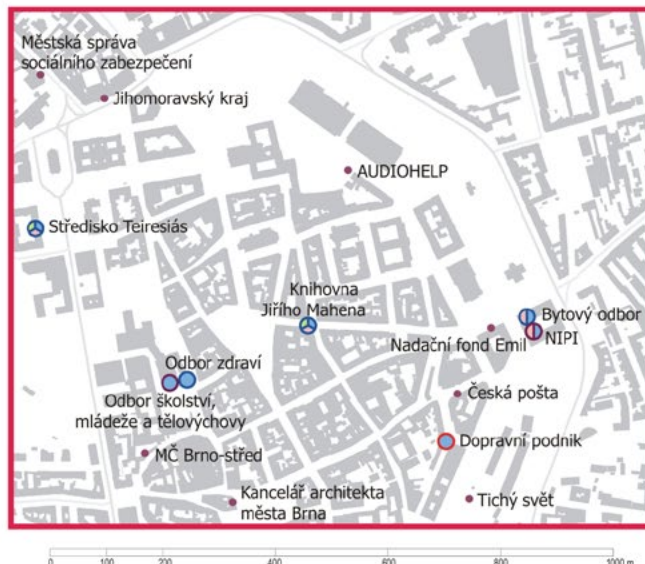 Městská správa
sociálního zabezpečení
Jihomoravský kraj
AUDIOHELP
Středisko Teiresiás
Knihovna
Jiřího Mahena
Bytový odbor
NIPI
Nadační fond Emil
Odbor zdraví
Odbor školství,
mládeže a tělovýchovy
Česká pošta
Dopravní podnik
MČ Brno-střed
Kancelář architekta
města Brna
Tichý svět
0 200 400 600 800 1000 m